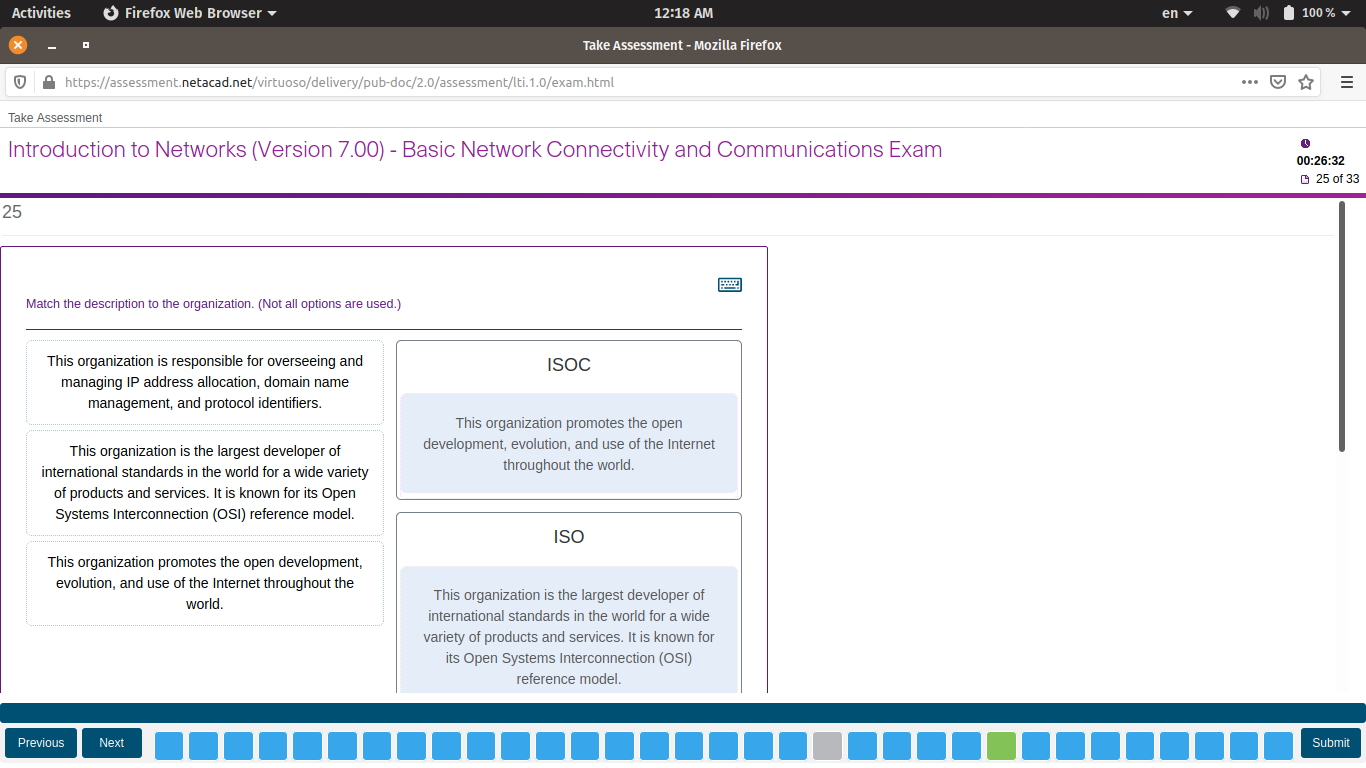 Activities
Firefox Web Browser
12:18 AM
en
100 %
Take Assessment - Mozilla Firefox
https://assessment.netacad.net/virtuoso/delivery/pub-doc/2.0/assessment/lti.1.0/exam.html
Take Assessment
Introduction to Networks (Version 7.00) - Basic Network Connectivity and Communications Exam
00:26:32
25 of 33
25
Match the description to the organization. (Not all options are used.)
This organization is responsible for overseeing and
managing IP address allocation, domain name
management, and protocol identifiers.
This organization is the largest developer of
international standards in the world for a wide variety
of products and services. It is known for its Open
Systems Interconnection (OSI) reference model.
This organization promotes the open development,
evolution, and use of the Internet throughout the
world.
ISOC
This organization promotes the open
development, evolution, and use of the Internet
throughout the world.
ISO
This organization is the largest developer of
international standards in the world for a wide
variety of products and services. It is known for
its Open Systems Interconnection (OSI)
reference model.
Previous
Next
Submit